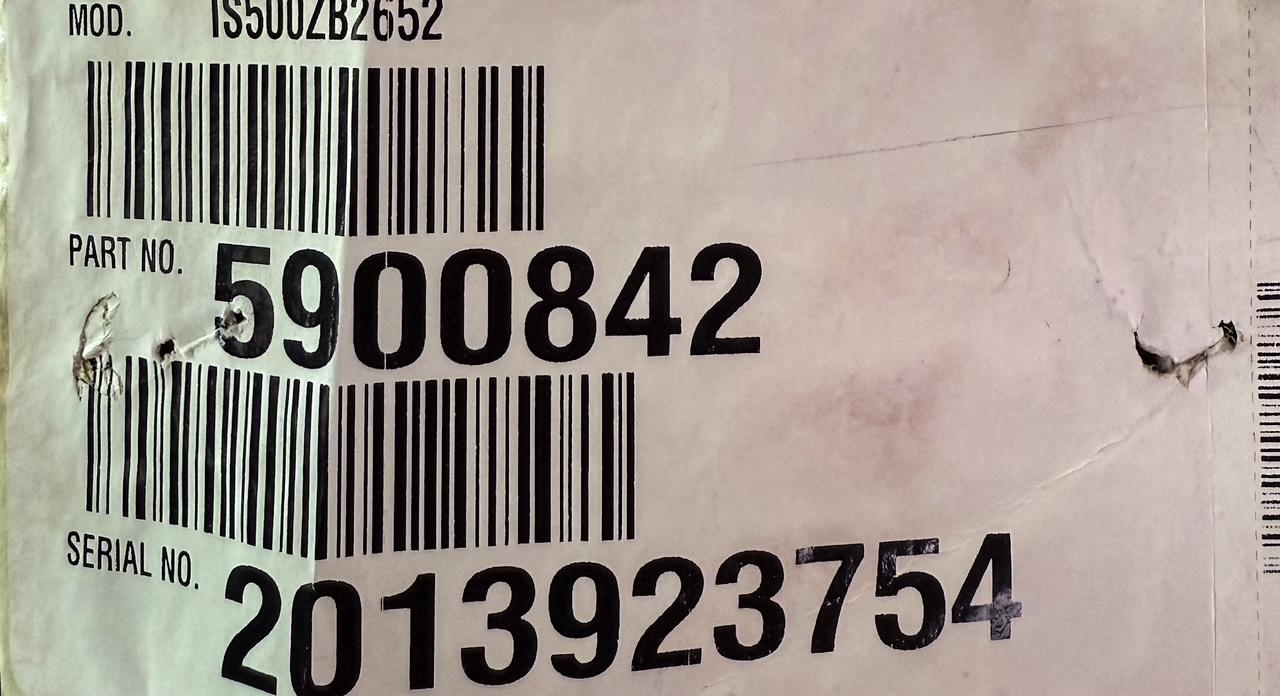 MOD. IS500ZB2652
PART NO. 5900842
SERIAL NO. 2013923754